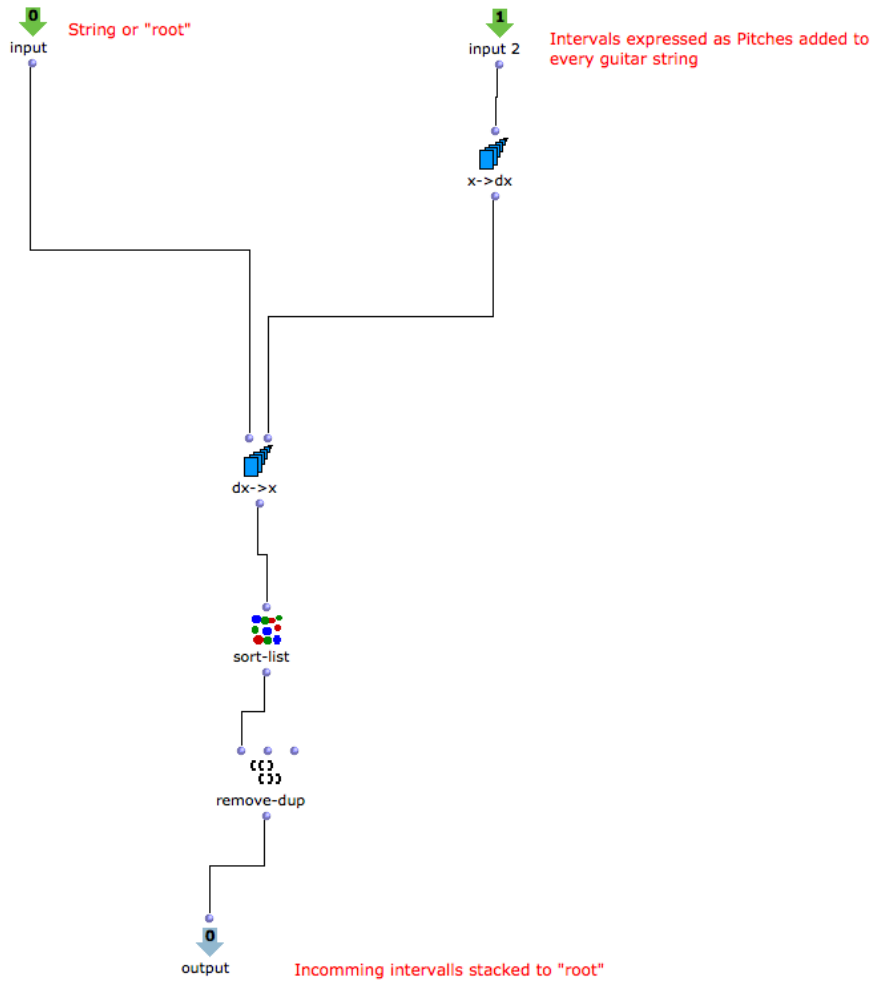 0
String or "root"
input
1
input 2
Intervals expressed as Pitches added to
every guitar string
x->dx
dx->x
sort-list
remove-dup
0
output
Incomming intervalls stacked to "root"